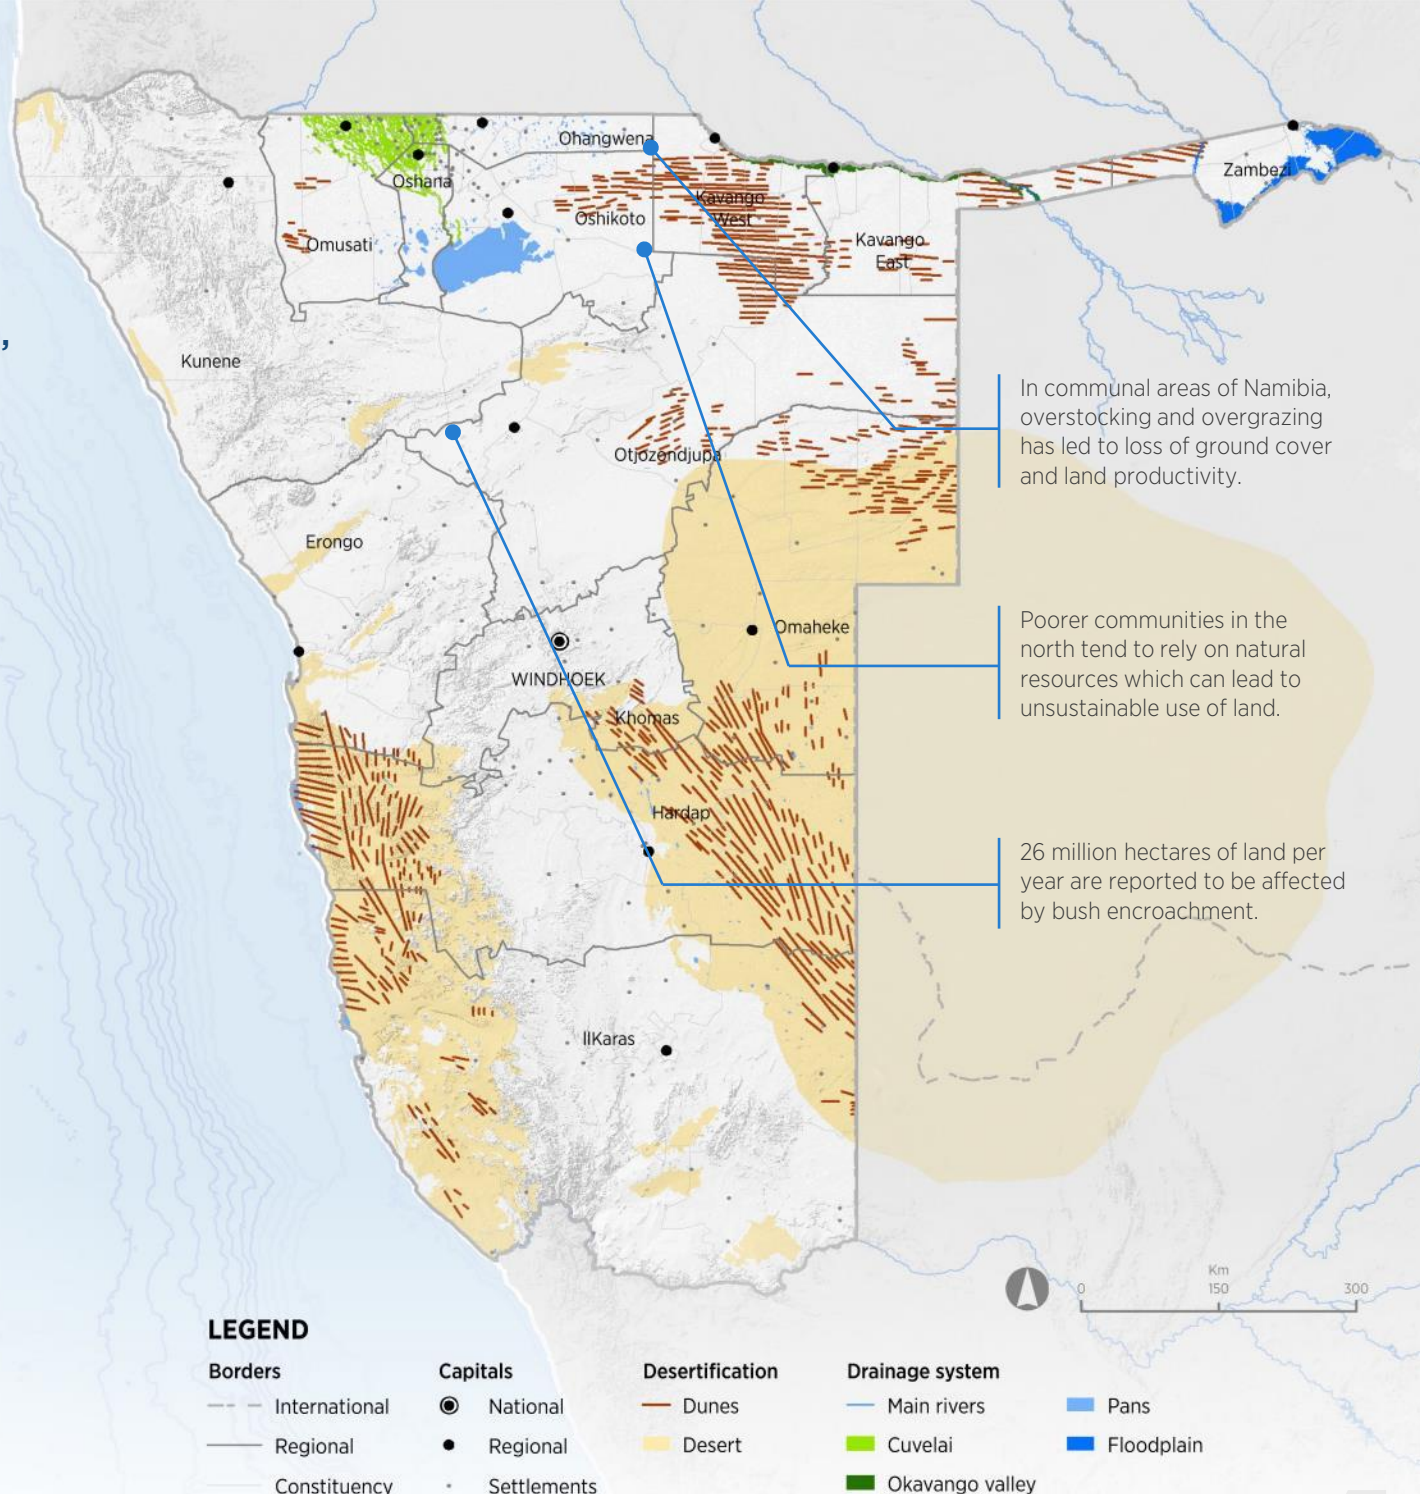 ,
Ohangwena
Oshana
Zambezi
Kavango
West
Oshikoto
Omusati
Kavango
East
Kunene
In communal areas of Namibia,
overstocking and overgrazing
has led to loss of ground cover
and land productivity.
Otjozondjupa
Erongo
Poorer communities in the
north tend to rely on natural
resources which can lead to
unsustainable use of land.
Omaheke
WINDHOEK
Khomas
Hardap
26 million hectares of land per
year are reported to be affected
by bush encroachment.
llKaras
Km
0 150 300
LEGEND
Borders
International
Regional
Constituency
Capitals
National
Regional
Settlements
Desertification
Dunes
Desert
Drainage system
Main rivers
Cuvelai
Okavango valley
Pans
Floodplain